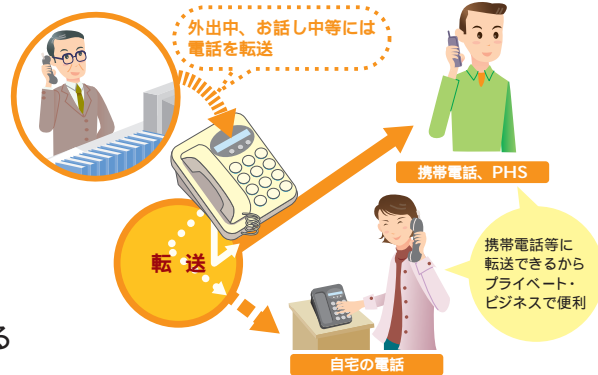 外出中、お話し中等には
電話を転送
携帯電話、PHS
転 送
携帯電話等に
転送できるから
プライベート・
ビジネスで便利
る
自宅の電話